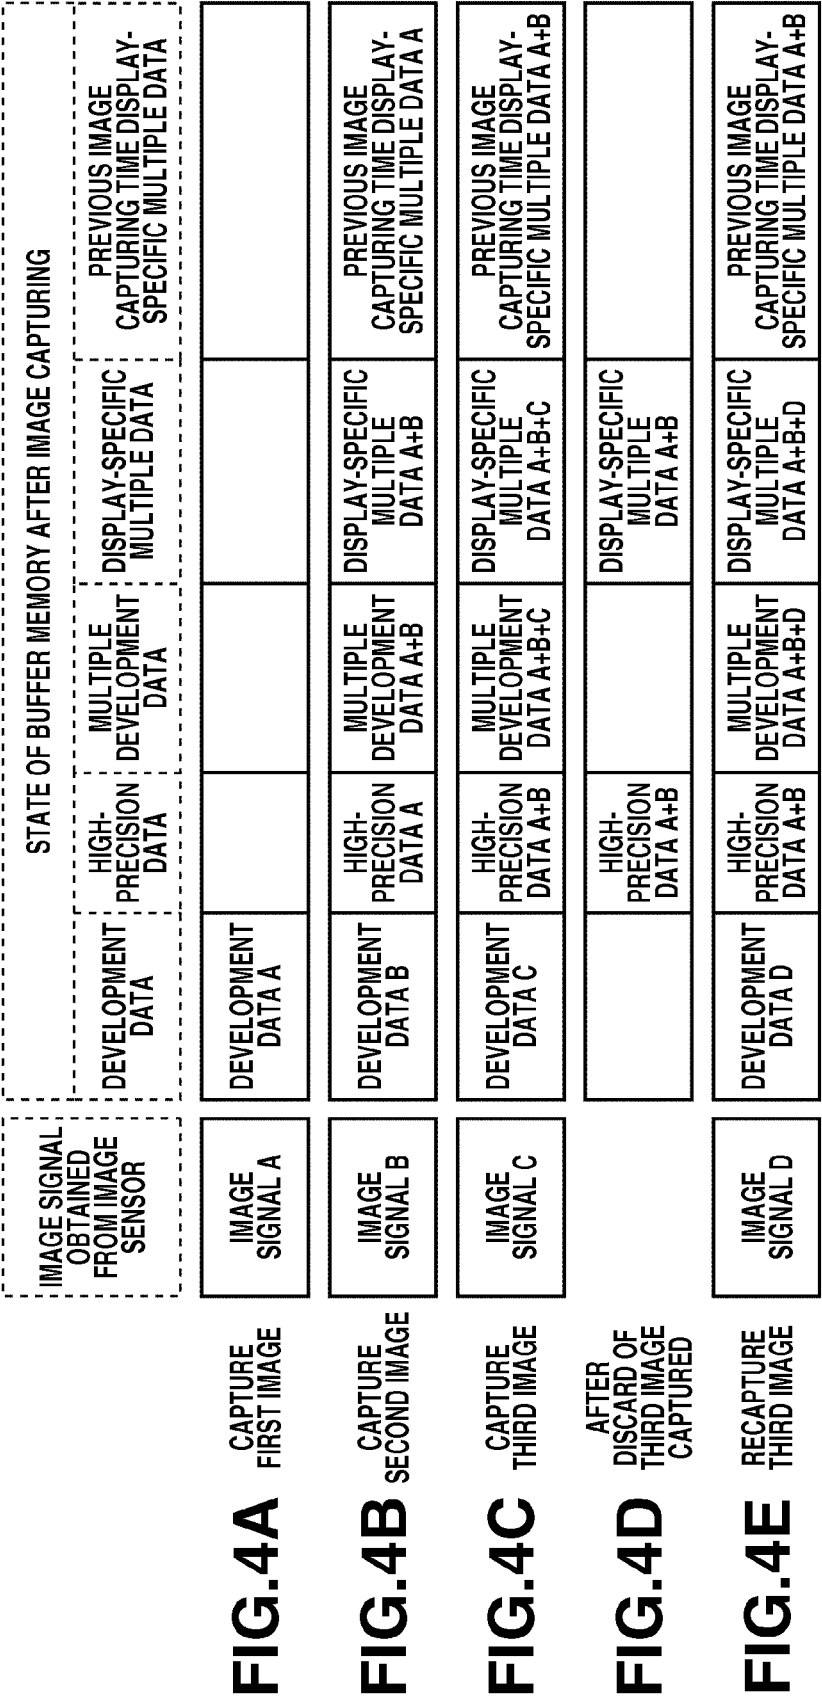 STATE OF BUFFER MEMORY AFTER IMAGE CAPTURING
IMAGE SIGNAL
OBTAINED
FROM IMAGE
SENSOR
DEVELOPMENT
DATA
HIGH-
PRECISION
DATA
MULTIPLE
DEVELOPMENT
DATA
DISPLAY-SPECIFIC
MULTIPLE DATA
PREVIOUS IMAGE
CAPTURING TIME DISPLAY-
SPECIFIC MULTIPLE DATA
FIG.4A
CAPTURE
FIRST IMAGE
IMAGE
SIGNAL A
DEVELOPMENT
DATA A
FIG.4B
CAPTURE
SECOND IMAGE
IMAGE
SIGNAL B
DEVELOPMENT
DATA B
HIGH-
PRECISION
DATA A
MULTIPLE
DEVELOPMENT
DATA A+B
DISPLAY-SPECIFIC
MULTIPLE
DATA A+B
PREVIOUS IMAGE
CAPTURING TIME DISPLAY-
SPECIFIC MULTIPLE DATA A
FIG.4C
CAPTURE
THIRD IMAGE
IMAGE
SIGNAL C
DEVELOPMENT
DATA C
HIGH-
PRECISION
DATA A+B
MULTIPLE
DEVELOPMENT
DATA A+B+C
DISPLAY-SPECIFIC
MULTIPLE
DATA A+B+C
PREVIOUS IMAGE
CAPTURING TIME DISPLAY-
SPECIFIC MULTIPLE DATA A+B
FIG.4D
AFTER
DISCARD OF
THIRD IMAGE
CAPTURED
HIGH-
PRECISION
DATA A+B
DISPLAY-SPECIFIC
MULTIPLE
DATA A+B
FIG.4E
RECAPTURE
THIRD IMAGE
IMAGE
SIGNAL D
DEVELOPMENT
DATA D
HIGH-
PRECISION
DATA A+B
MULTIPLE
DEVELOPMENT
DATA A+B+D
DISPLAY-SPECIFIC
MULTIPLE
DATA A+B+D
PREVIOUS IMAGE
CAPTURING TIME DISPLAY-
SPECIFIC MULTIPLE DATA A+B